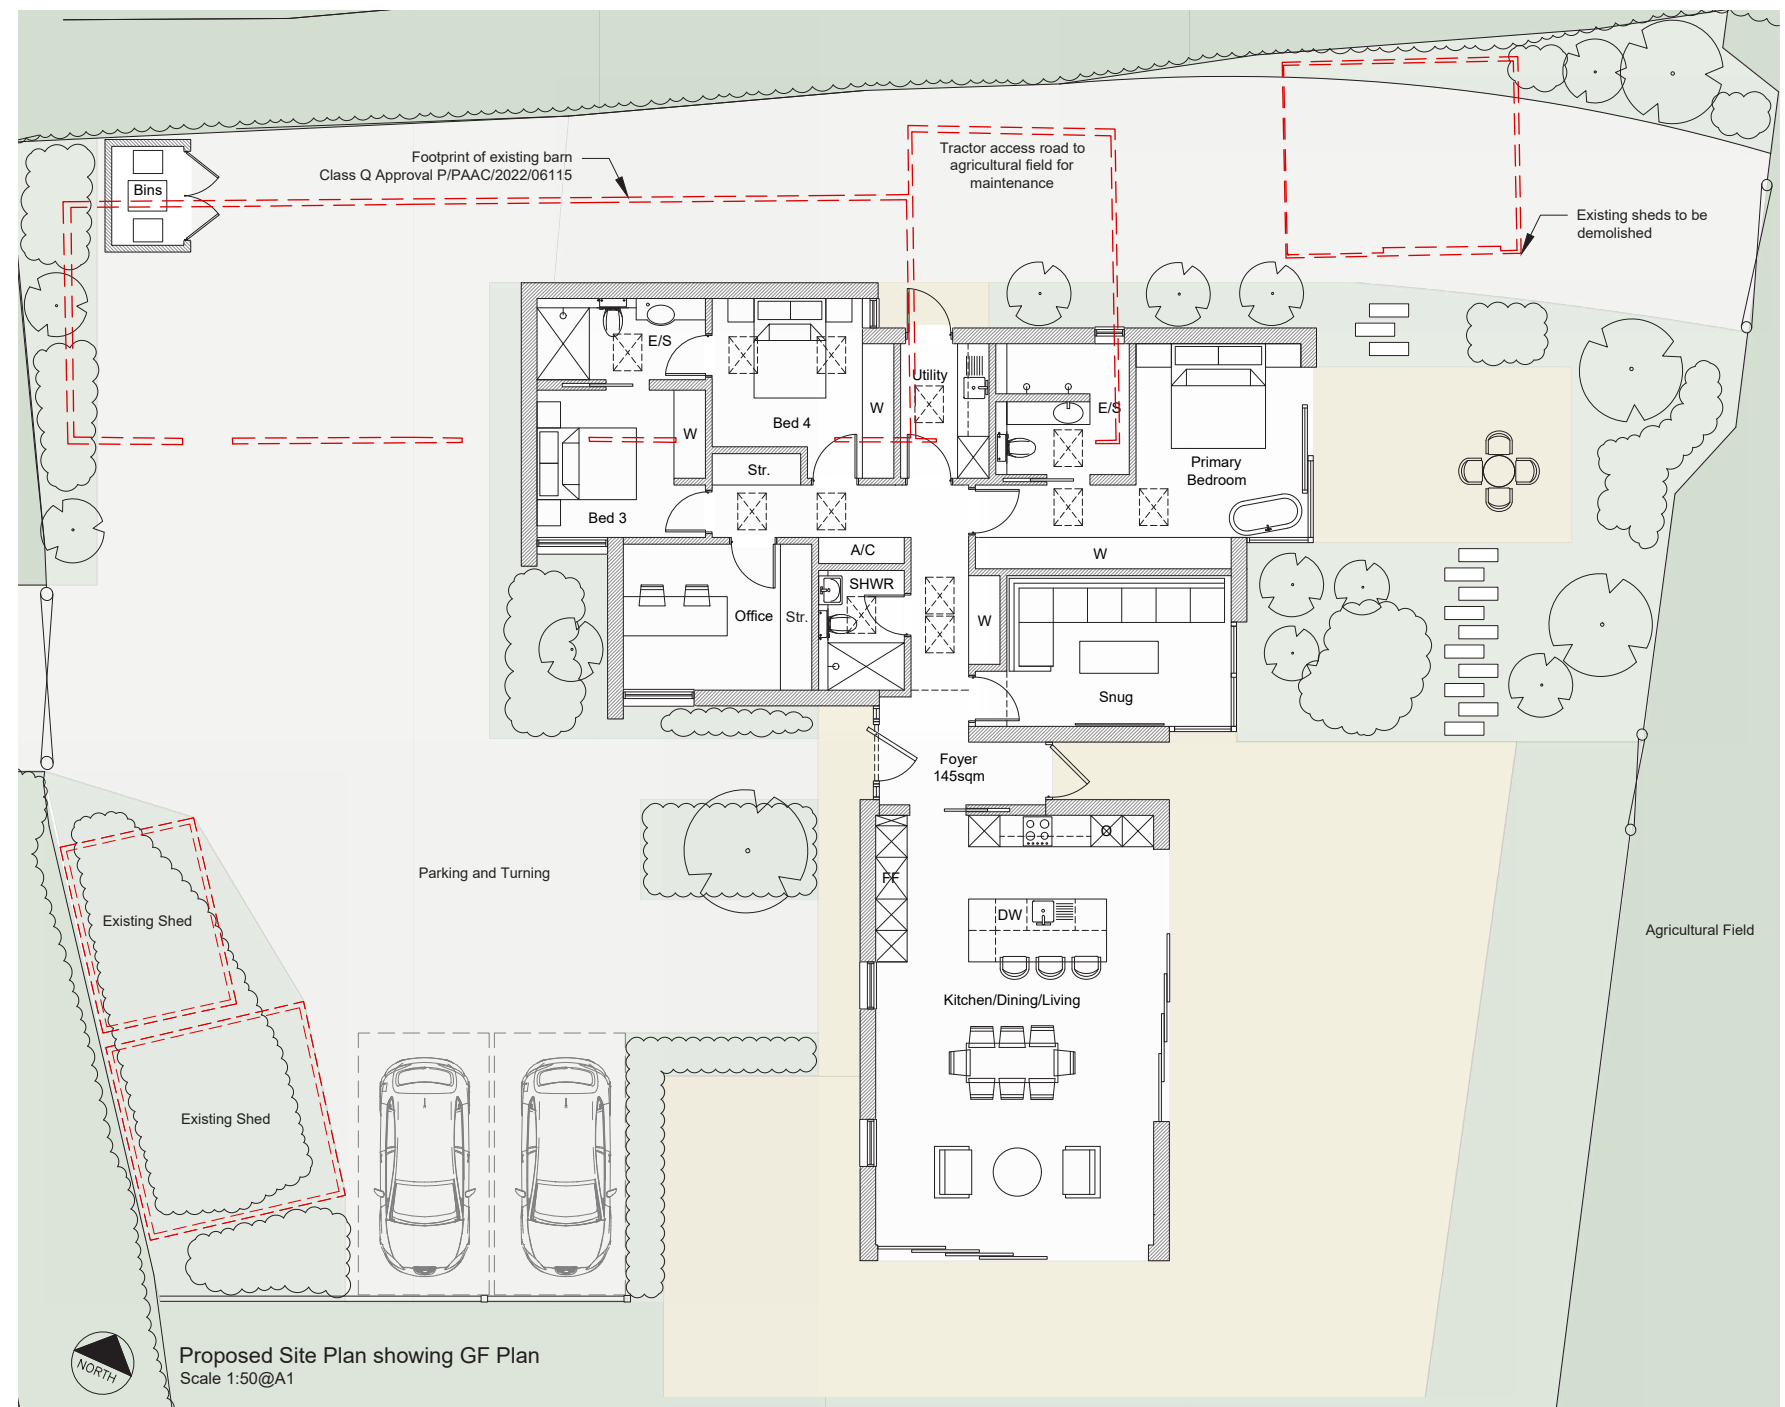 Footprint of existing barn
Class Q Approval P/PAAC/2022/06115
Tractor access road to
agricultural field for
maintenance
Bins
Existing sheds to be
demolished
E/S
Utility
Bed 4
W
E/S
W
Primary
Bedroom
Str.
Bed 3
A/C
W
SHWR
Office
Str.
W
Snug
Foyer
145sqm
Parking and Turning
FF
DW
Existing Shed
Agricultural Field
Kitchen/Dining/Living
Existing Shed
NORTH
Proposed Site Plan showing GF Plan
Scale 1:50@A1